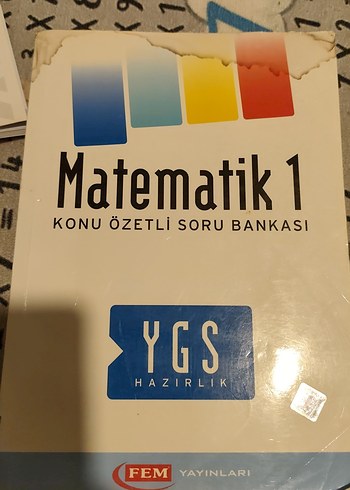 Matematik 1
KONU ÖZETLİ SORU BANKASI
YGS
HAZIRLIK
FEM YAYINLARI